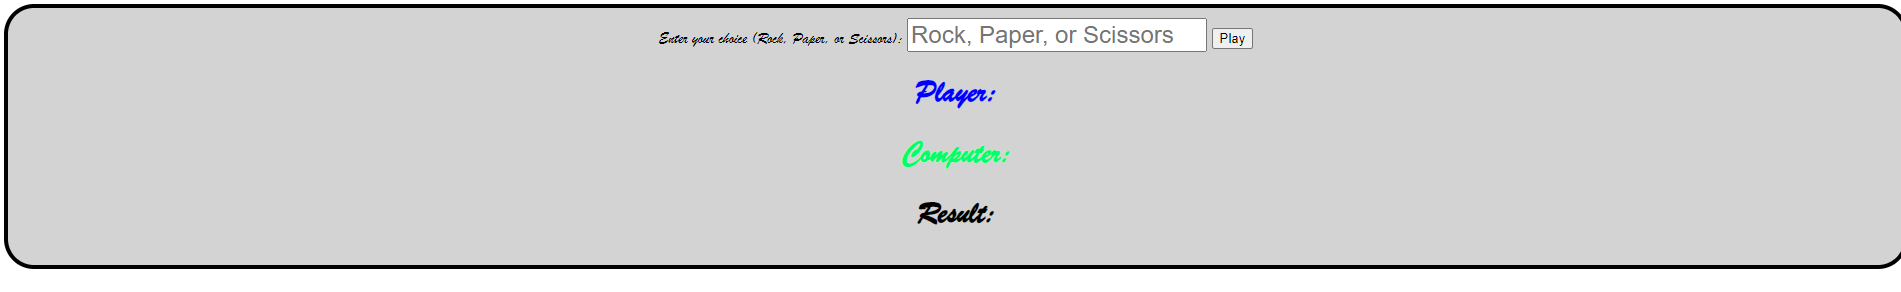 Enter your choice (Rock, Paper, or Scissors): Rock, Paper, or Scissors Play
Player:
Computer:
Result: